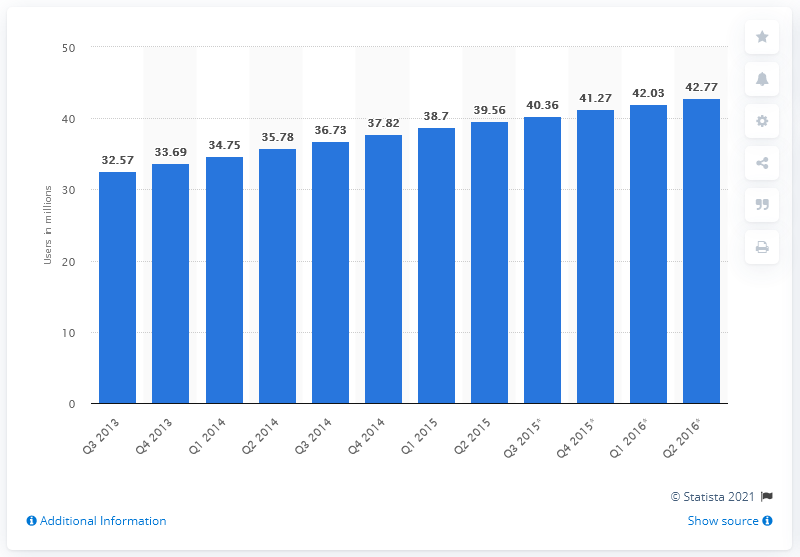 50
40
30
20
10
0
Users in millions
32.57
33.69
34.75
35.78
36.73
37.82
38.7
39.56
40.36
41.27
42.03
42.77
Q3 2013
Q4 2013
Q1 2014
Q2 2014
Q3 2014
Q4 2014
Q1 2015
Q2 2015
Q3 2015*
Q4 2015*
Q1 2016*
Q2 2016*
© Statista 2021
Additional Information
Show source